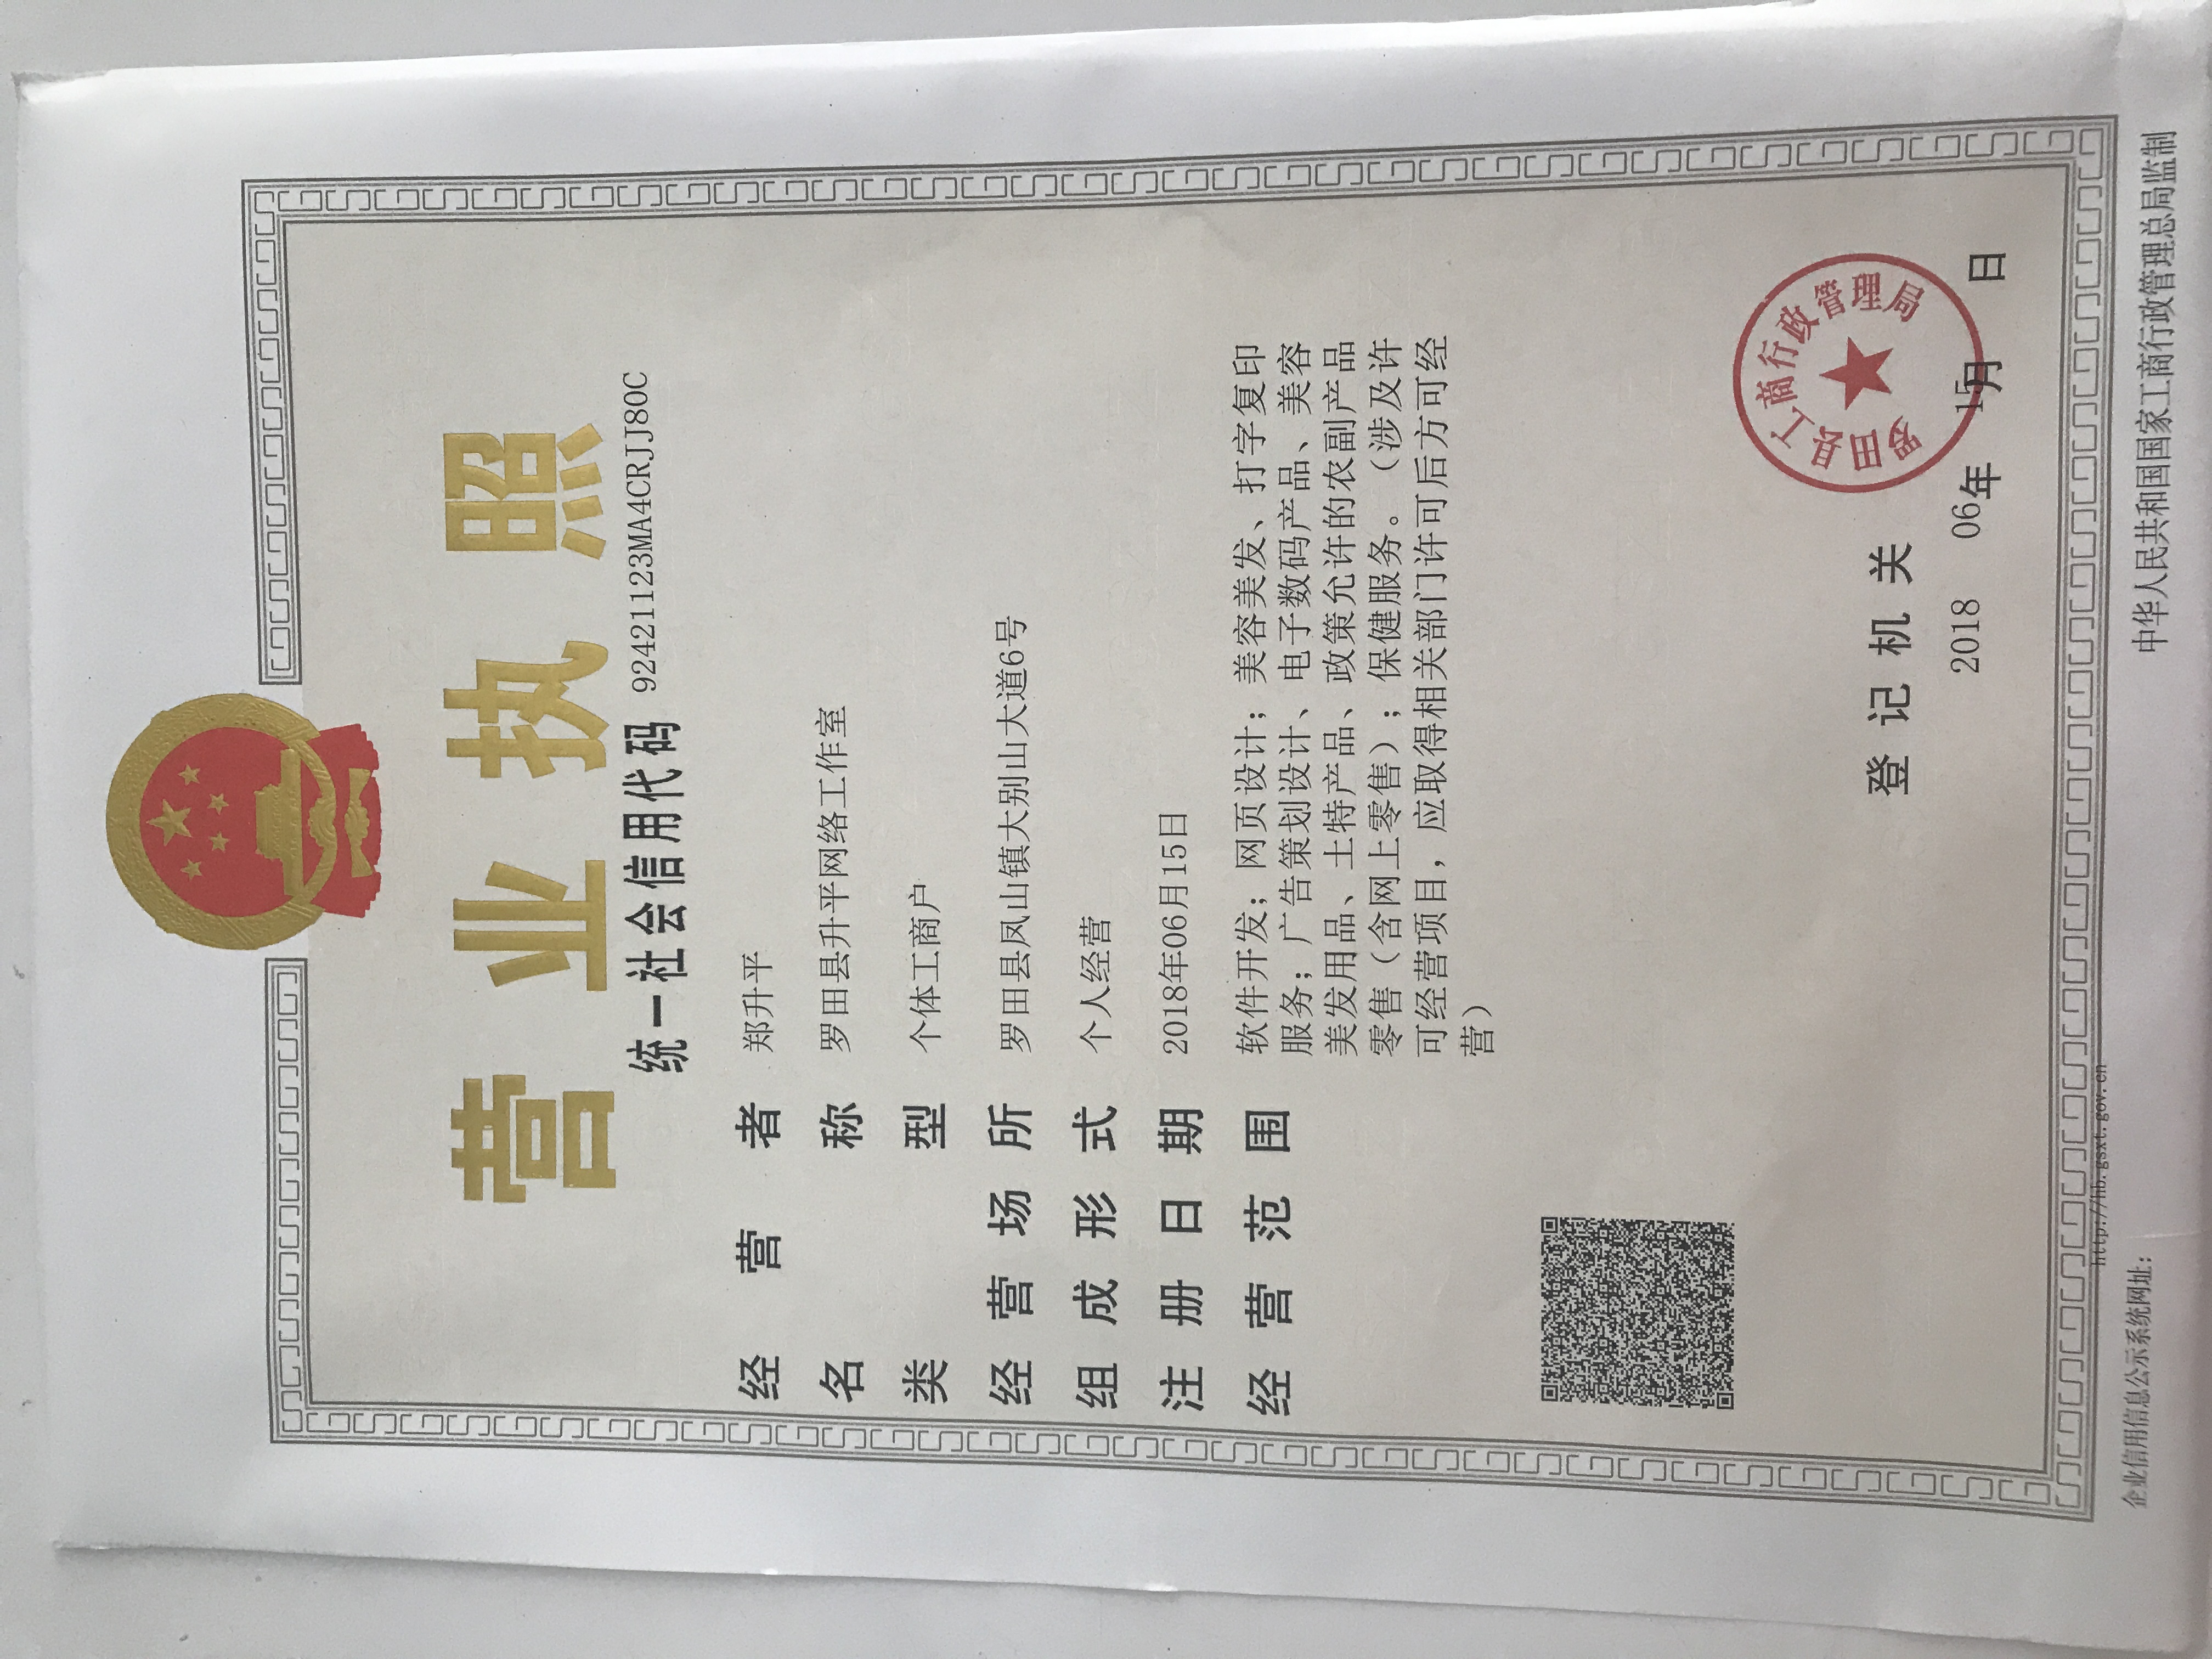 营业执照
统一社会信用代码 92421123MA4CRJJ80C
经营者 郑升平
名称 罗田县升平网络工作室
类型 个体工商户
经营场所 罗田县凤山镇大别山大道6号
组成形式 个人经营
注册日期 2018年06月15日
经营范围 软件开发；网页设计；美容美发、打字复印
服务；广告策划设计、电子数码产品、美容
美发用品、土特产品、政策允许的农副产品
零售（含网上零售）；保健服务。（涉及许
可经营项目，应取得相关部门许可后方可经
营）
罗田县工商行政管理局
登记机关
2018 06年 15月 日
企业信用信息公示系统网址：
http://hb.gsxt.gov.cn
中华人民共和国国家工商行政管理总局监制